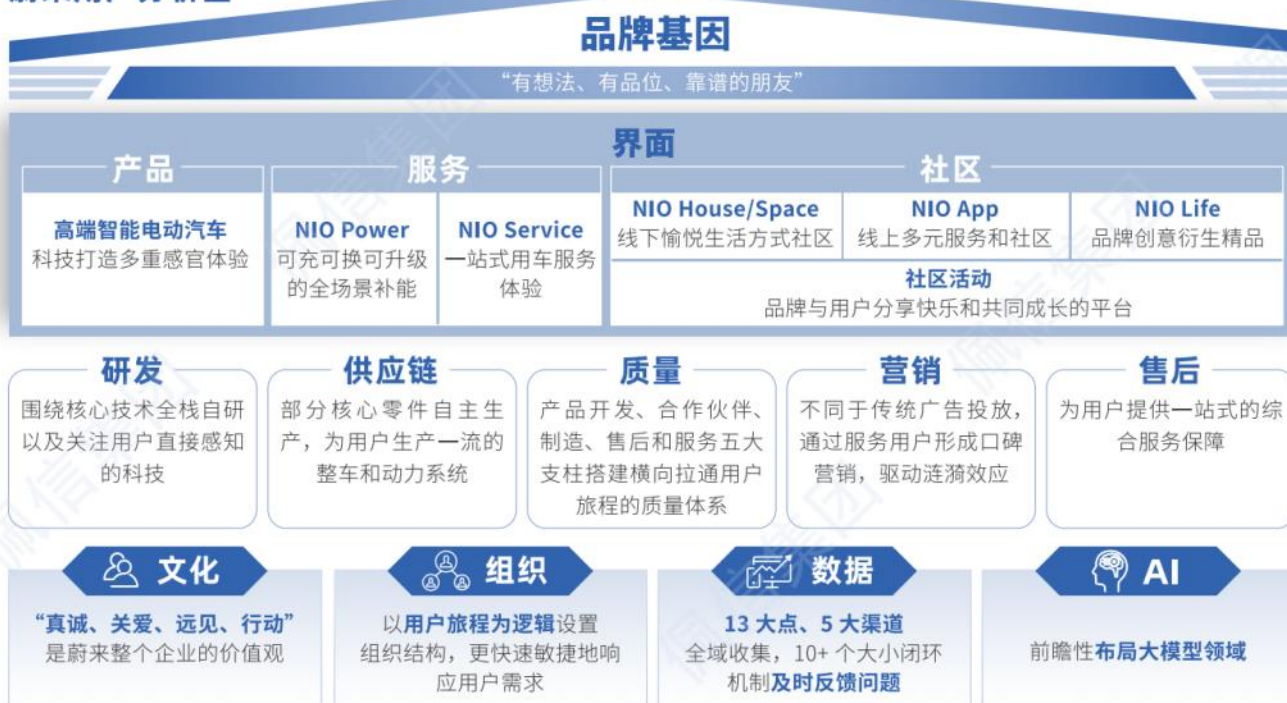 品牌基因
“有想法、有品位、靠谱的朋友”
界面
产品
高端智能电动汽车
科技打造多重感官体验
服务
NIO Power
可充可换可升级
的全场景补能
NIO Service
一站式用车服务
体验
社区
NIO House/Space
线下愉悦生活方式社区
NIO App
线上多元服务和社区
NIO Life
品牌创意衍生精品
社区活动
品牌与用户分享快乐和共同成长的平台
研发
围绕核心技术全栈自研
以及关注用户直接感知
的科技
供应链
部分核心零件自主生
产，为用户生产一流的
整车和动力系统
质量
产品开发、合作伙伴、
制造、售后和服务五大
支柱搭建横向拉通用户
旅程的质量体系
营销
不同于传统广告投放，
通过服务用户形成口碑
营销，驱动涟漪效应
售后
为用户提供一站式的综
合服务保障
文化
“真诚、关爱、远见、行动”
是蔚来整个企业的价值观
组织
以用户旅程为逻辑设置
组织结构，更快速敏捷地响
应用户需求
数据
13 大点、5 大渠道
全域收集，10+ 个大小闭环
机制及时反馈问题
AI
前瞻性布局大模型领域
佩信集团